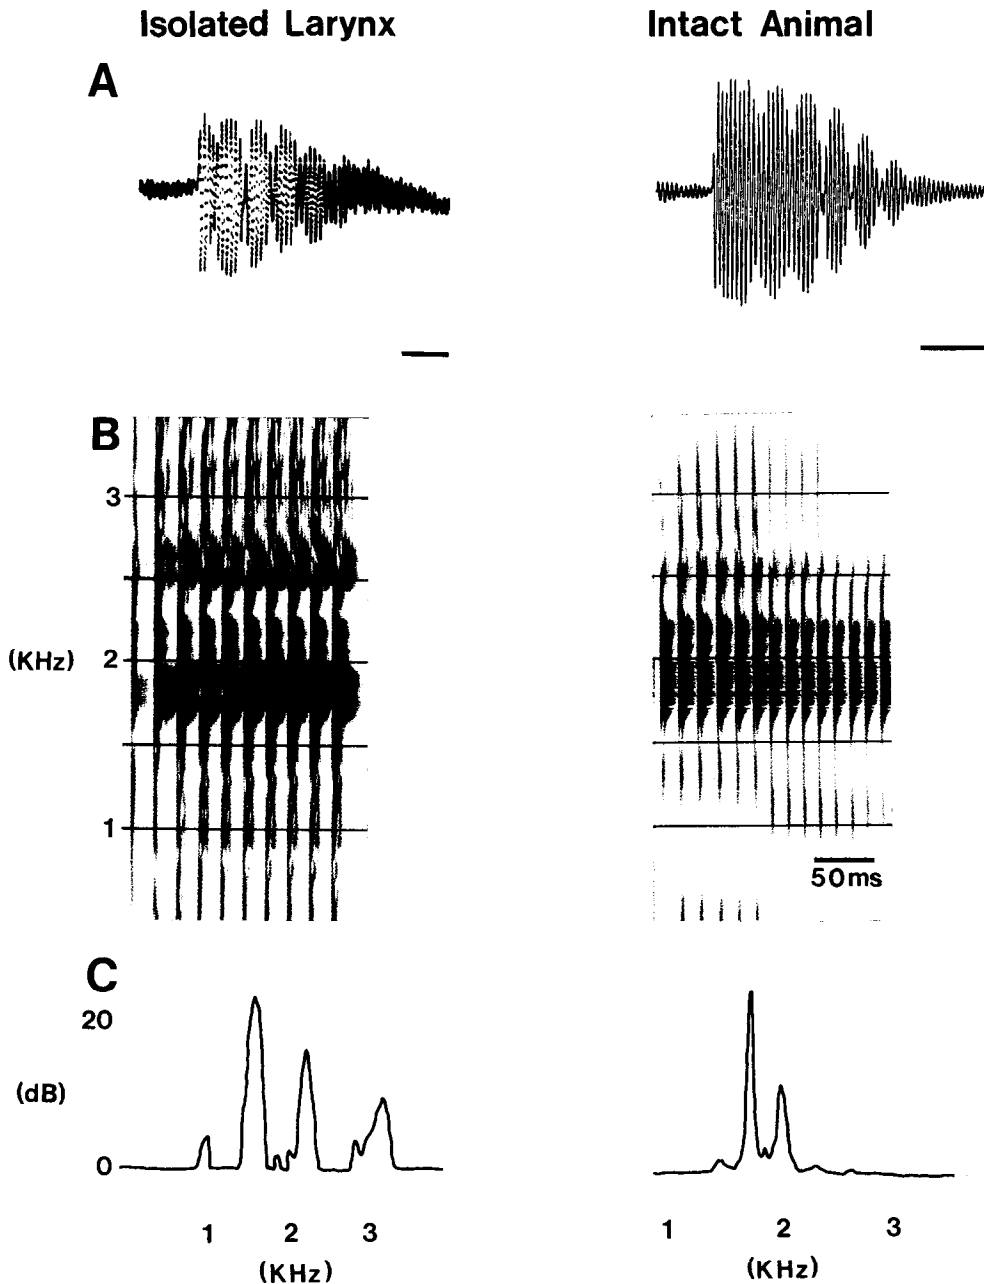 Isolated Larynx
Intact Animal
A
B
3
(KHz) 2
1
50ms
C
20
(dB)
0
1 2 3
(KHz)
1 2 3
(KHz)